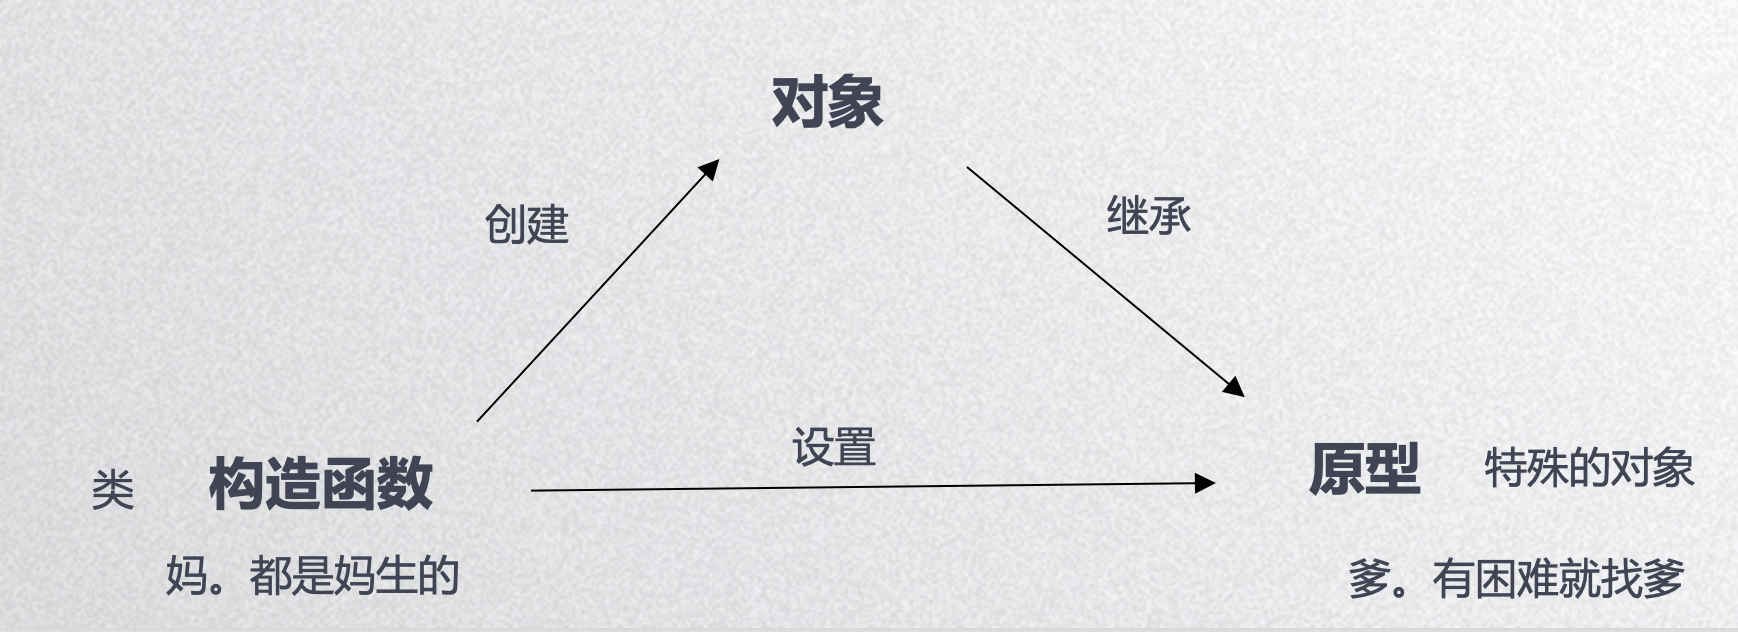 对象
创建
继承
设置
类 构造函数
原型 特殊的对象
妈。都是妈生的
爹。有困难就找爹